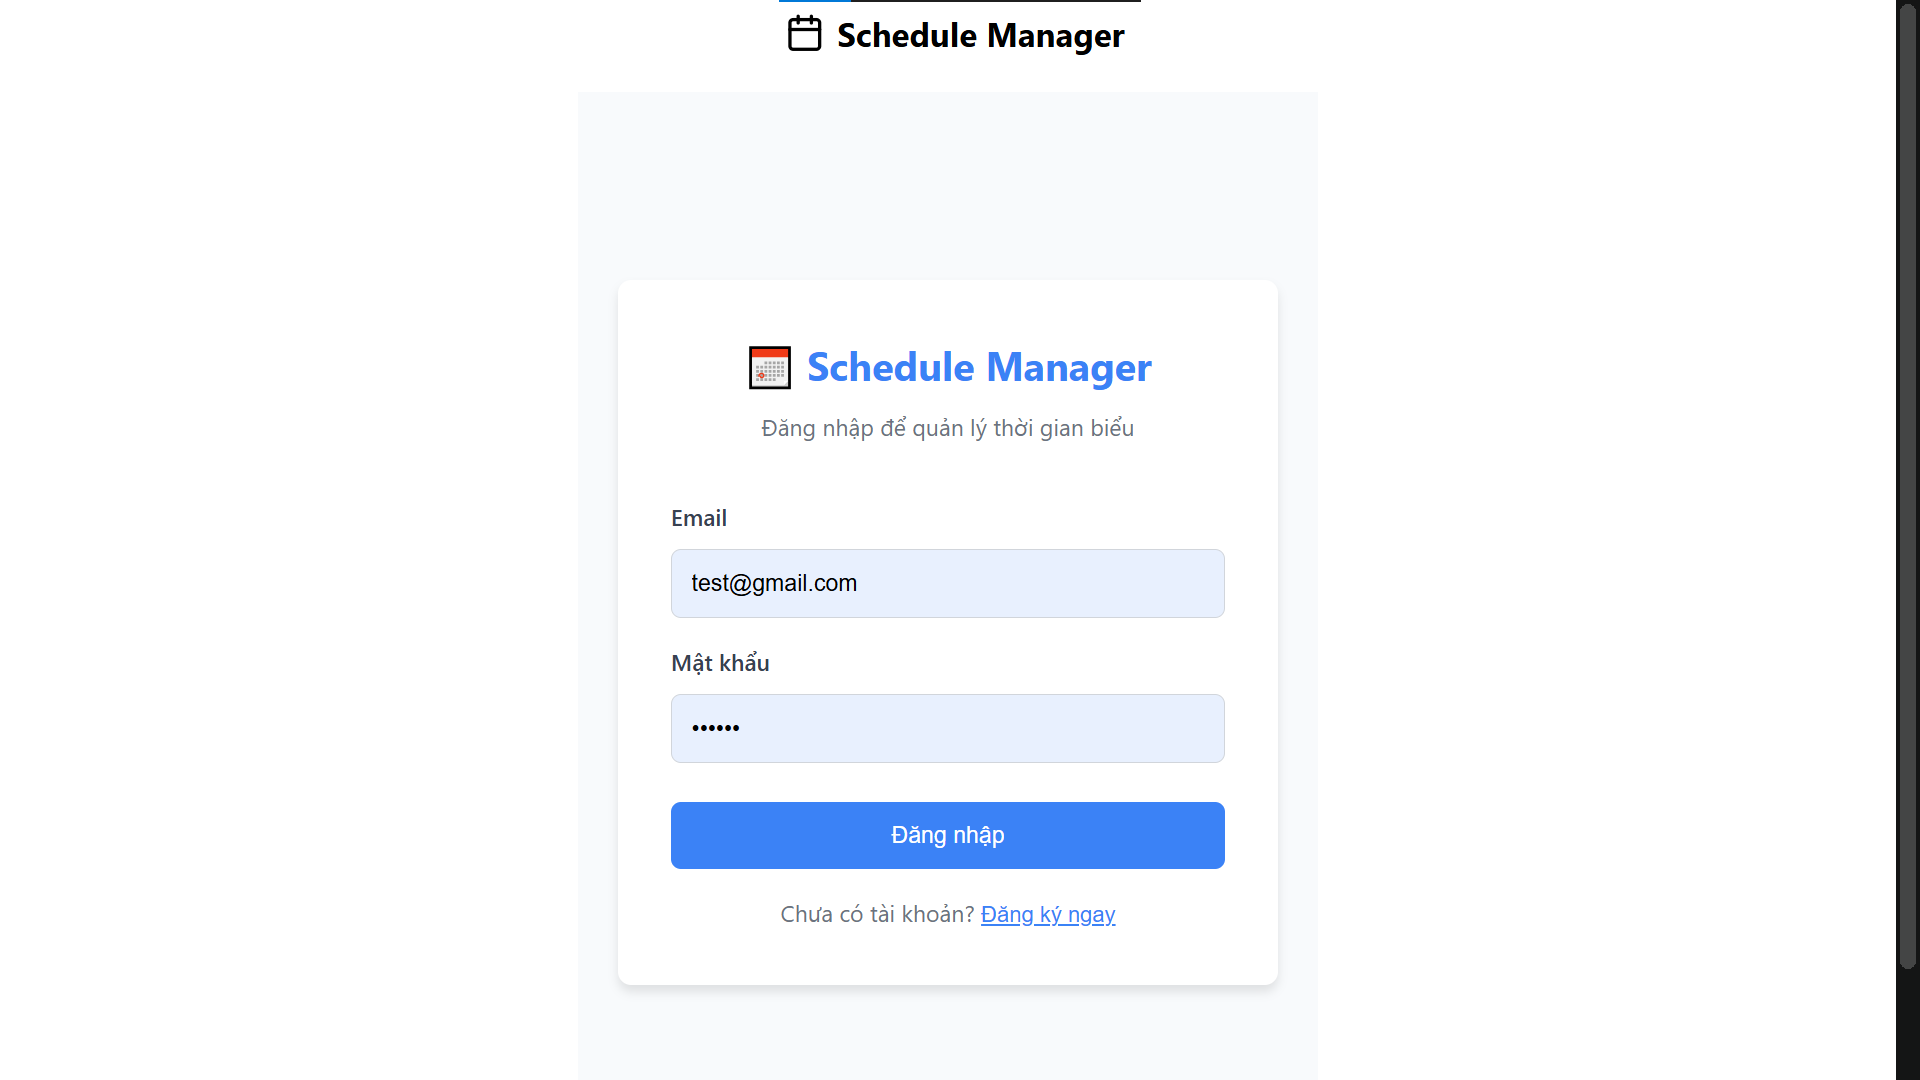 Schedule Manager
Schedule Manager
Đăng nhập để quản lý thời gian biểu
Email
test@gmail.com
Mật khẩu
••••••
Đăng nhập
Chưa có tài khoản? Đăng ký ngay